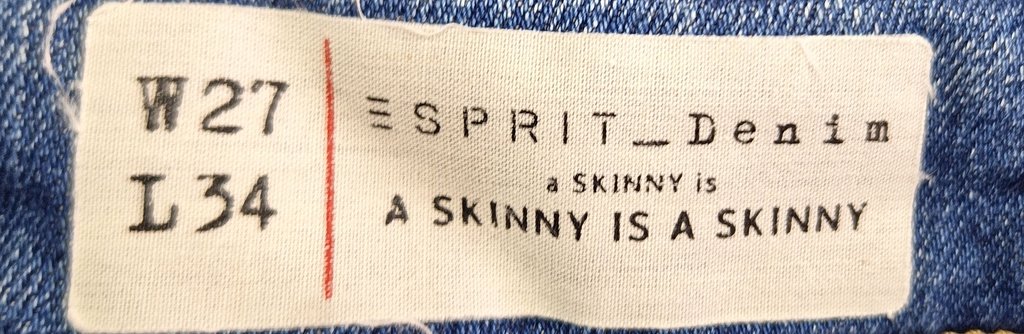 W27
L34
ESPRIT_Denim
a SKINNY is
A SKINNY IS A SKINNY